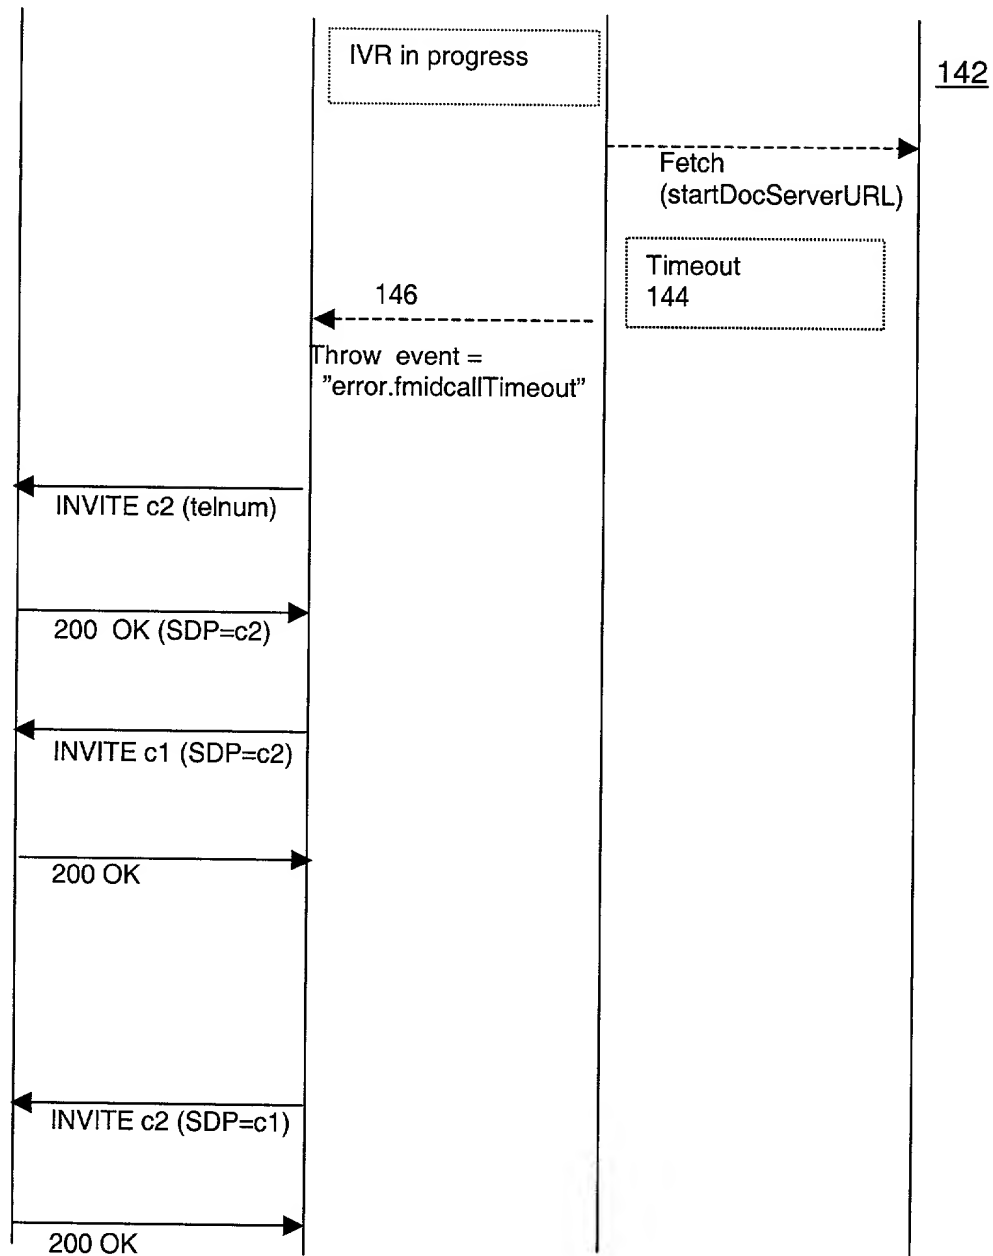 IVR in progress
142
Fetch
(startDocServerURL)
Timeout
144
146
Throw event =
"error.fmidcallTimeout”
INVITE c2 (telnum)
200 OK (SDP=c2)
INVITE c1 (SDP=c2)
200 OK
INVITE c2 (SDP=c1)
200 OK